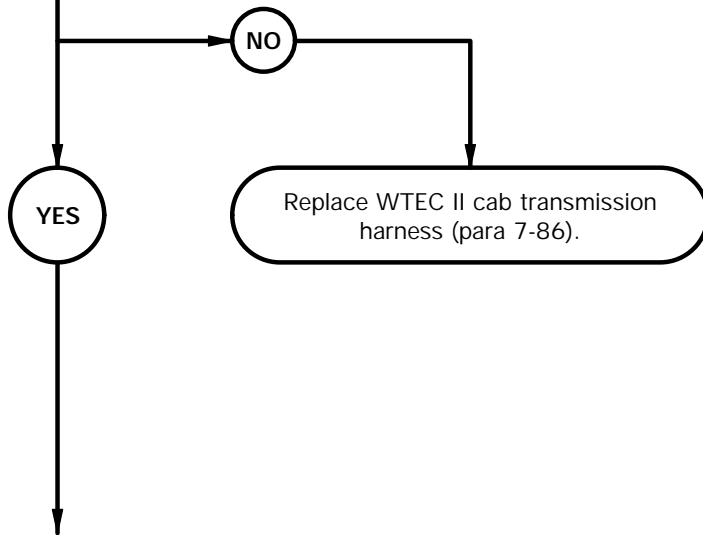 NO
YES
Replace WTEC II cab transmission
harness (para 7-86).